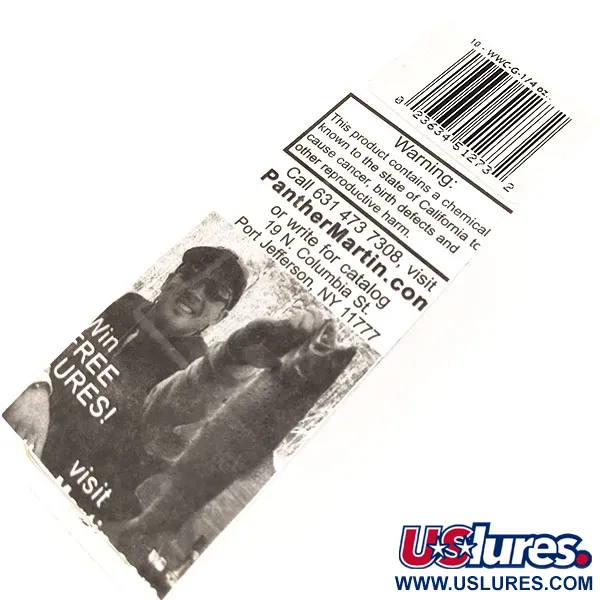 10 - WWC-G-1/4 oz.
0 23634 51273 2
Warning:
This product contains a chemical
known to the state of California to
cause cancer, birth defects and
other reproductive harm.
Call 631 473 7308, visit
PantherMartin.com
or write for catalog
19 N. Columbia St.
Port Jefferson, NY 11777
Win
FREE
URES!
visit
USlures.
WWW.USLURES.COM